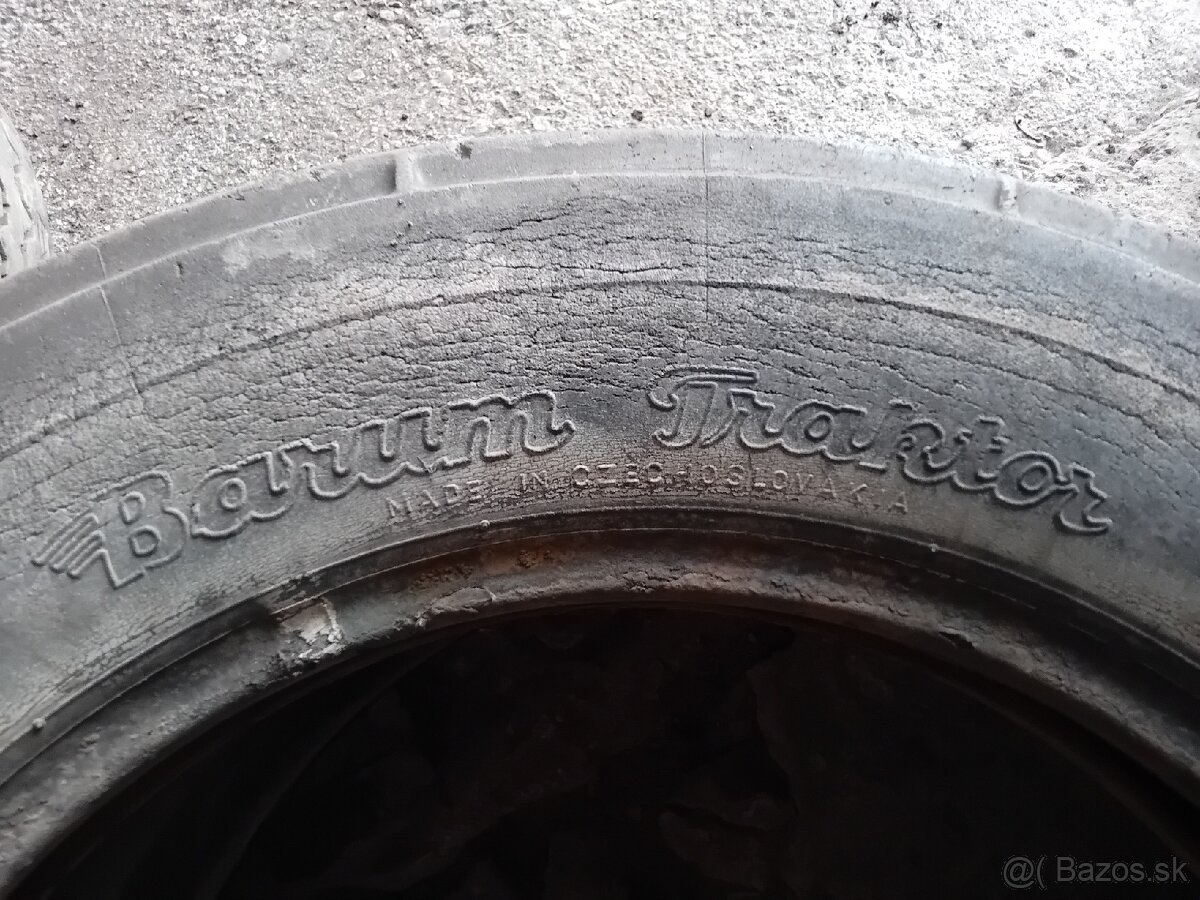 Barum Traktor
MADE IN CZECHOSLOVAKIA
@( Bazos.sk